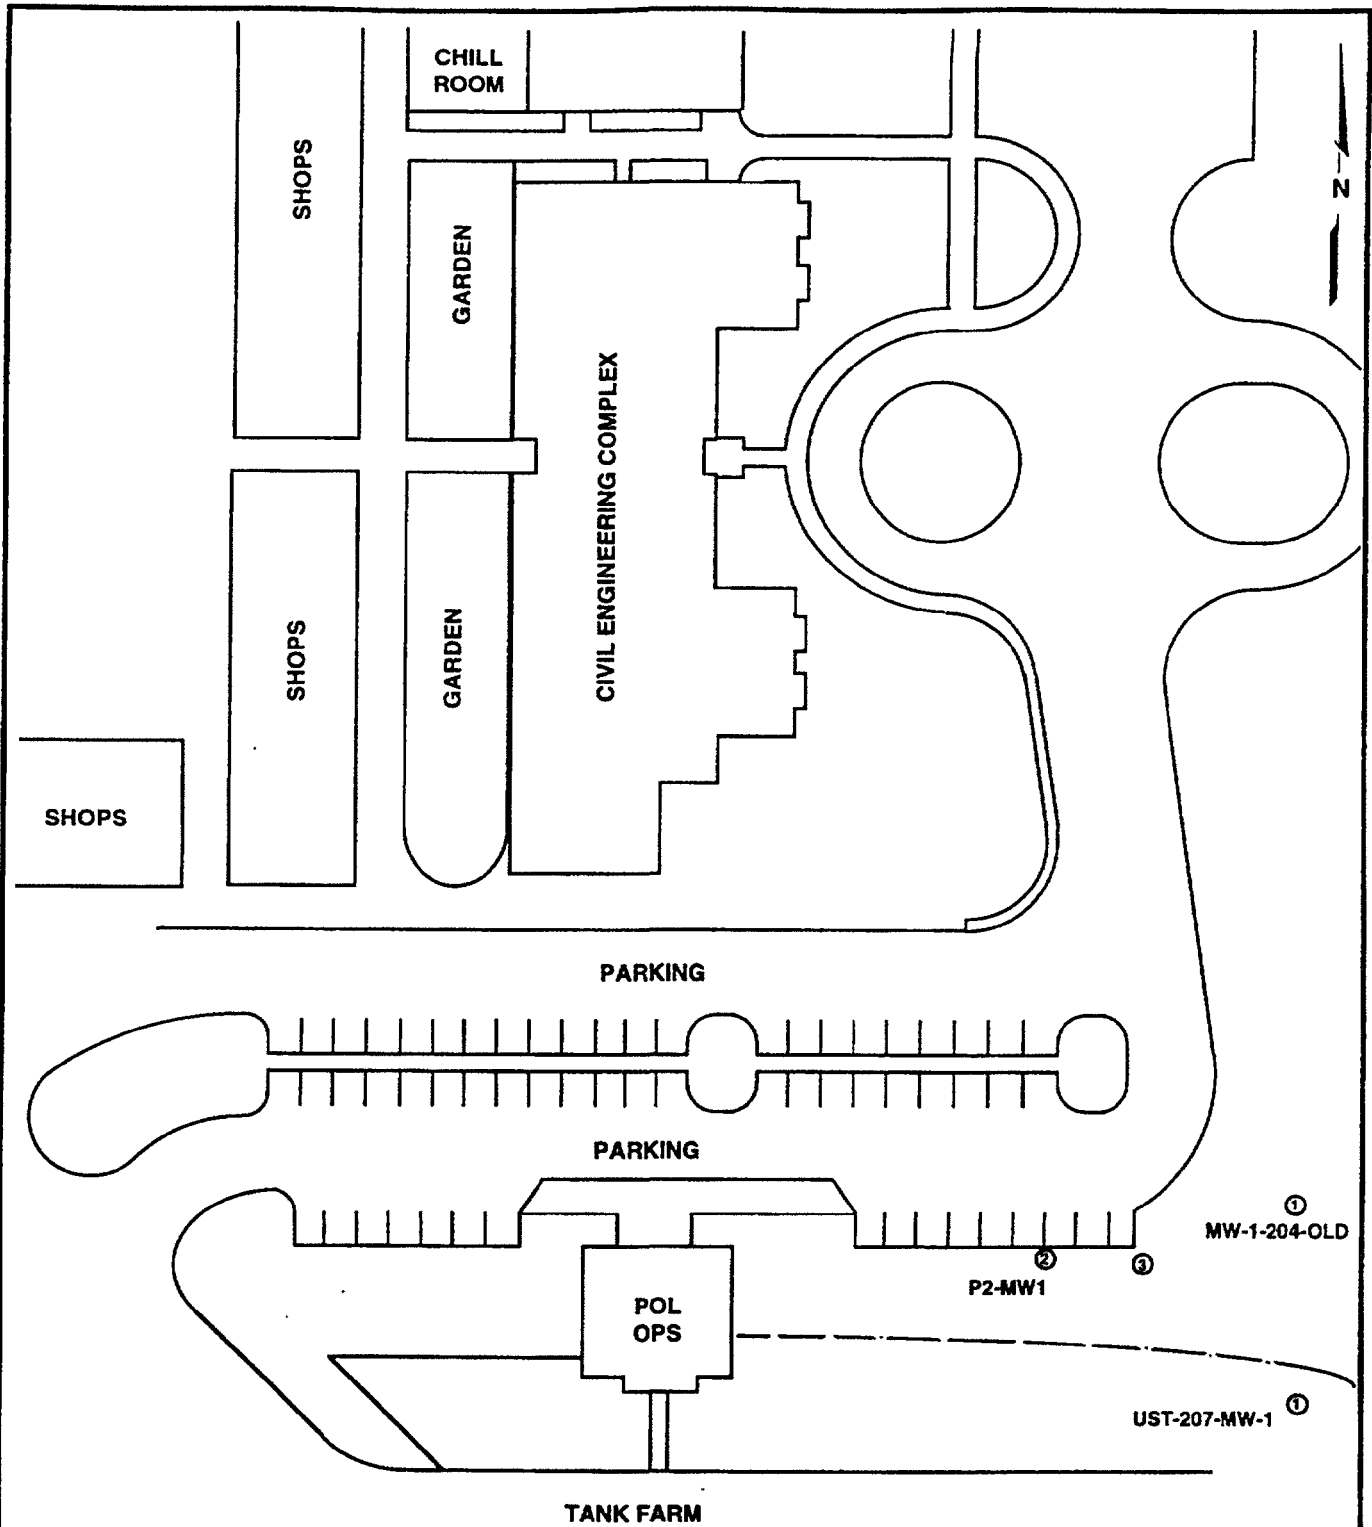 CHILL
ROOM
N
SHOPS
GARDEN
CIVIL ENGINEERING COMPLEX
SHOPS
GARDEN
SHOPS
PARKING
PARKING
1
MW-1-204-OLD
2
3
P2-MW1
POL
OPS
1
UST-207-MW-1
TANK FARM